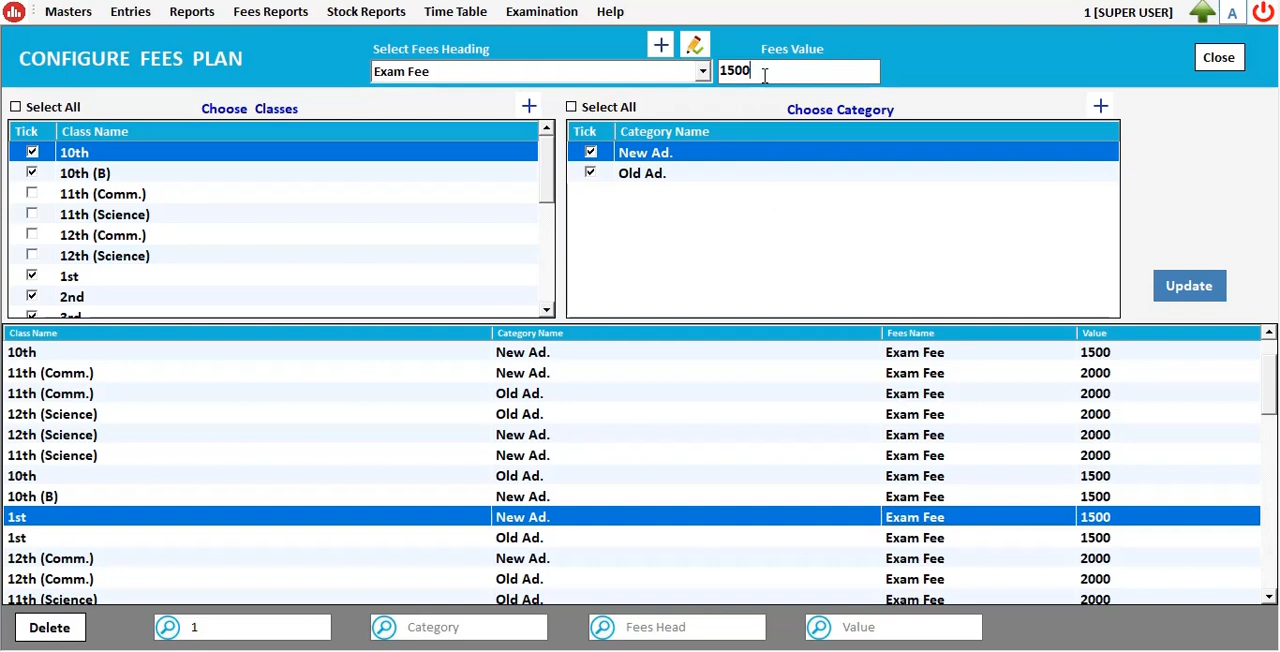 Masters Entries Reports Fees Reports Stock Reports Time Table Examination Help 1 [SUPER USER] A
CONFIGURE FEES PLAN
Select Fees Heading
Fees Value
Exam Fee
1500
Close
Select All Choose Classes
Select All Choose Category
Tick Class Name
10th
10th (B)
11th (Comm.)
11th (Science)
12th (Comm.)
12th (Science)
1st
2nd
3rd
Tick Category Name
New Ad.
Old Ad.
Update
Class Name Category Name Fees Name Value
10th New Ad. Exam Fee 1500
11th (Comm.) New Ad. Exam Fee 2000
11th (Comm.) Old Ad. Exam Fee 2000
12th (Science) Old Ad. Exam Fee 2000
12th (Science) New Ad. Exam Fee 2000
11th (Science) New Ad. Exam Fee 2000
10th Old Ad. Exam Fee 1500
10th (B) New Ad. Exam Fee 1500
1st New Ad. Exam Fee 1500
1st Old Ad. Exam Fee 1500
12th (Comm.) New Ad. Exam Fee 2000
12th (Comm.) Old Ad. Exam Fee 2000
11th (Science) Old Ad. Exam Fee 2000
Delete 1 Category Fees Head Value